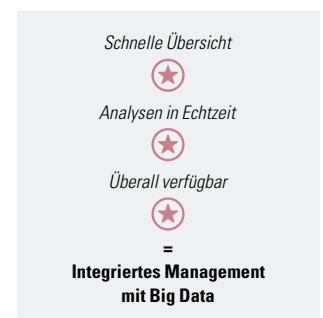 Schnelle Übersicht
Analysen in Echtzeit
Überall verfügbar
=
Integriertes Management
mit Big Data